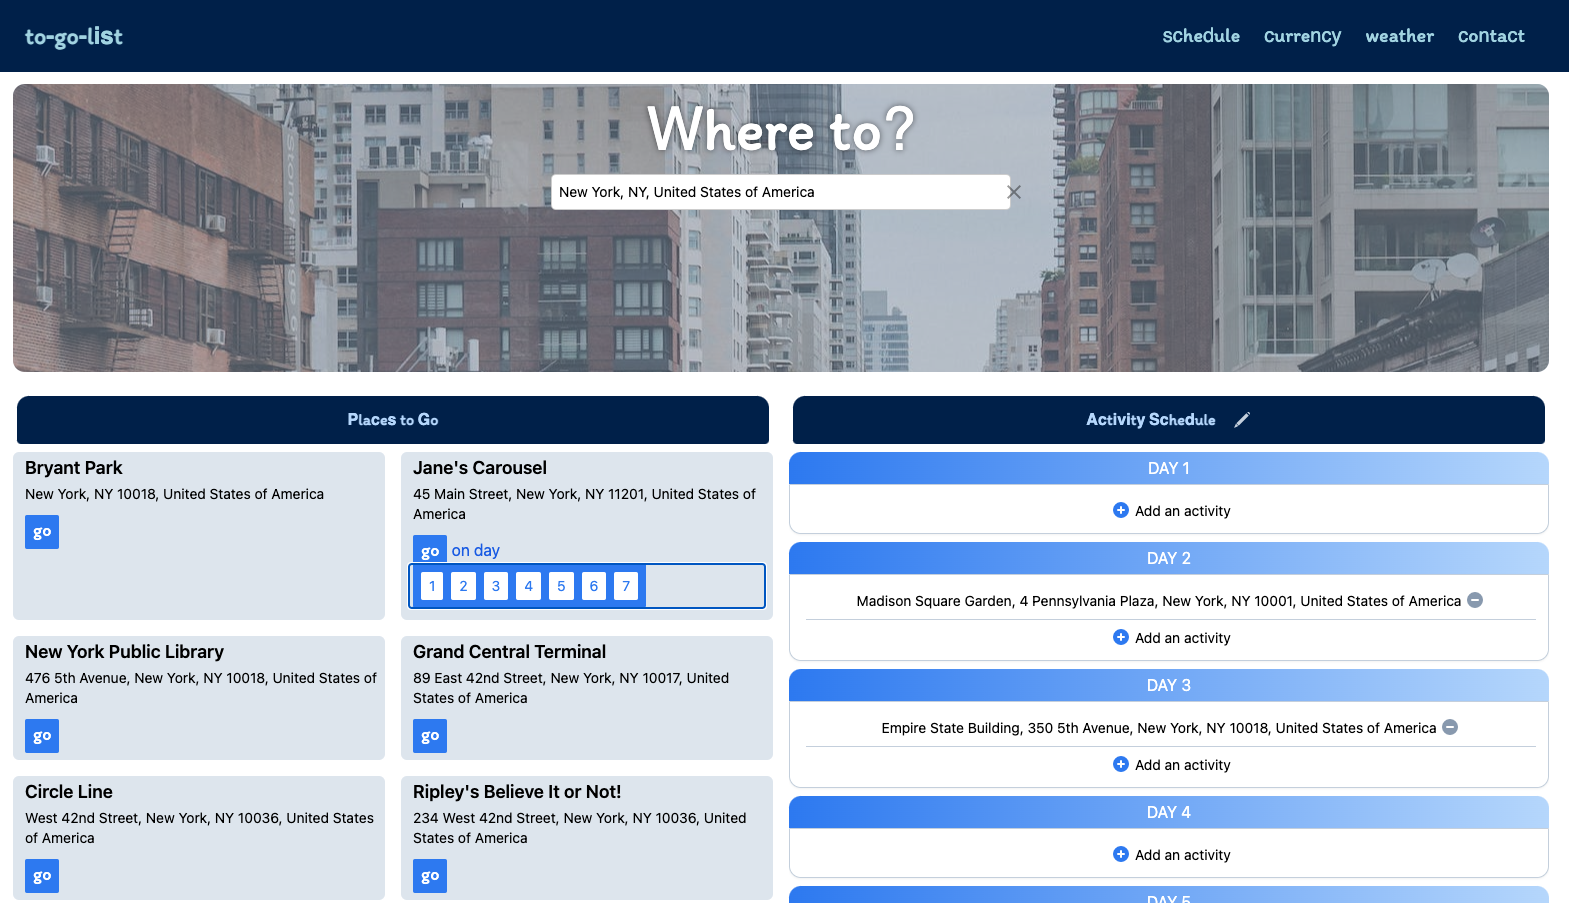 to-go-list
schedule currency weather contact
Where to?
New York, NY, United States of America
Places to Go
Bryant Park
New York, NY 10018, United States of America
go
Jane's Carousel
45 Main Street, New York, NY 11201, United States of
America
go on day
1 2 3 4 5 6 7
New York Public Library
476 5th Avenue, New York, NY 10018, United States of
America
go
Grand Central Terminal
89 East 42nd Street, New York, NY 10017, United
States of America
go
Circle Line
West 42nd Street, New York, NY 10036, United States
of America
go
Ripley's Believe It or Not!
234 West 42nd Street, New York, NY 10036, United
States of America
go
Activity Schedule
DAY 1
Add an activity
DAY 2
Madison Square Garden, 4 Pennsylvania Plaza, New York, NY 10001, United States of America
Add an activity
DAY 3
Empire State Building, 350 5th Avenue, New York, NY 10018, United States of America
Add an activity
DAY 4
Add an activity
DAY 5